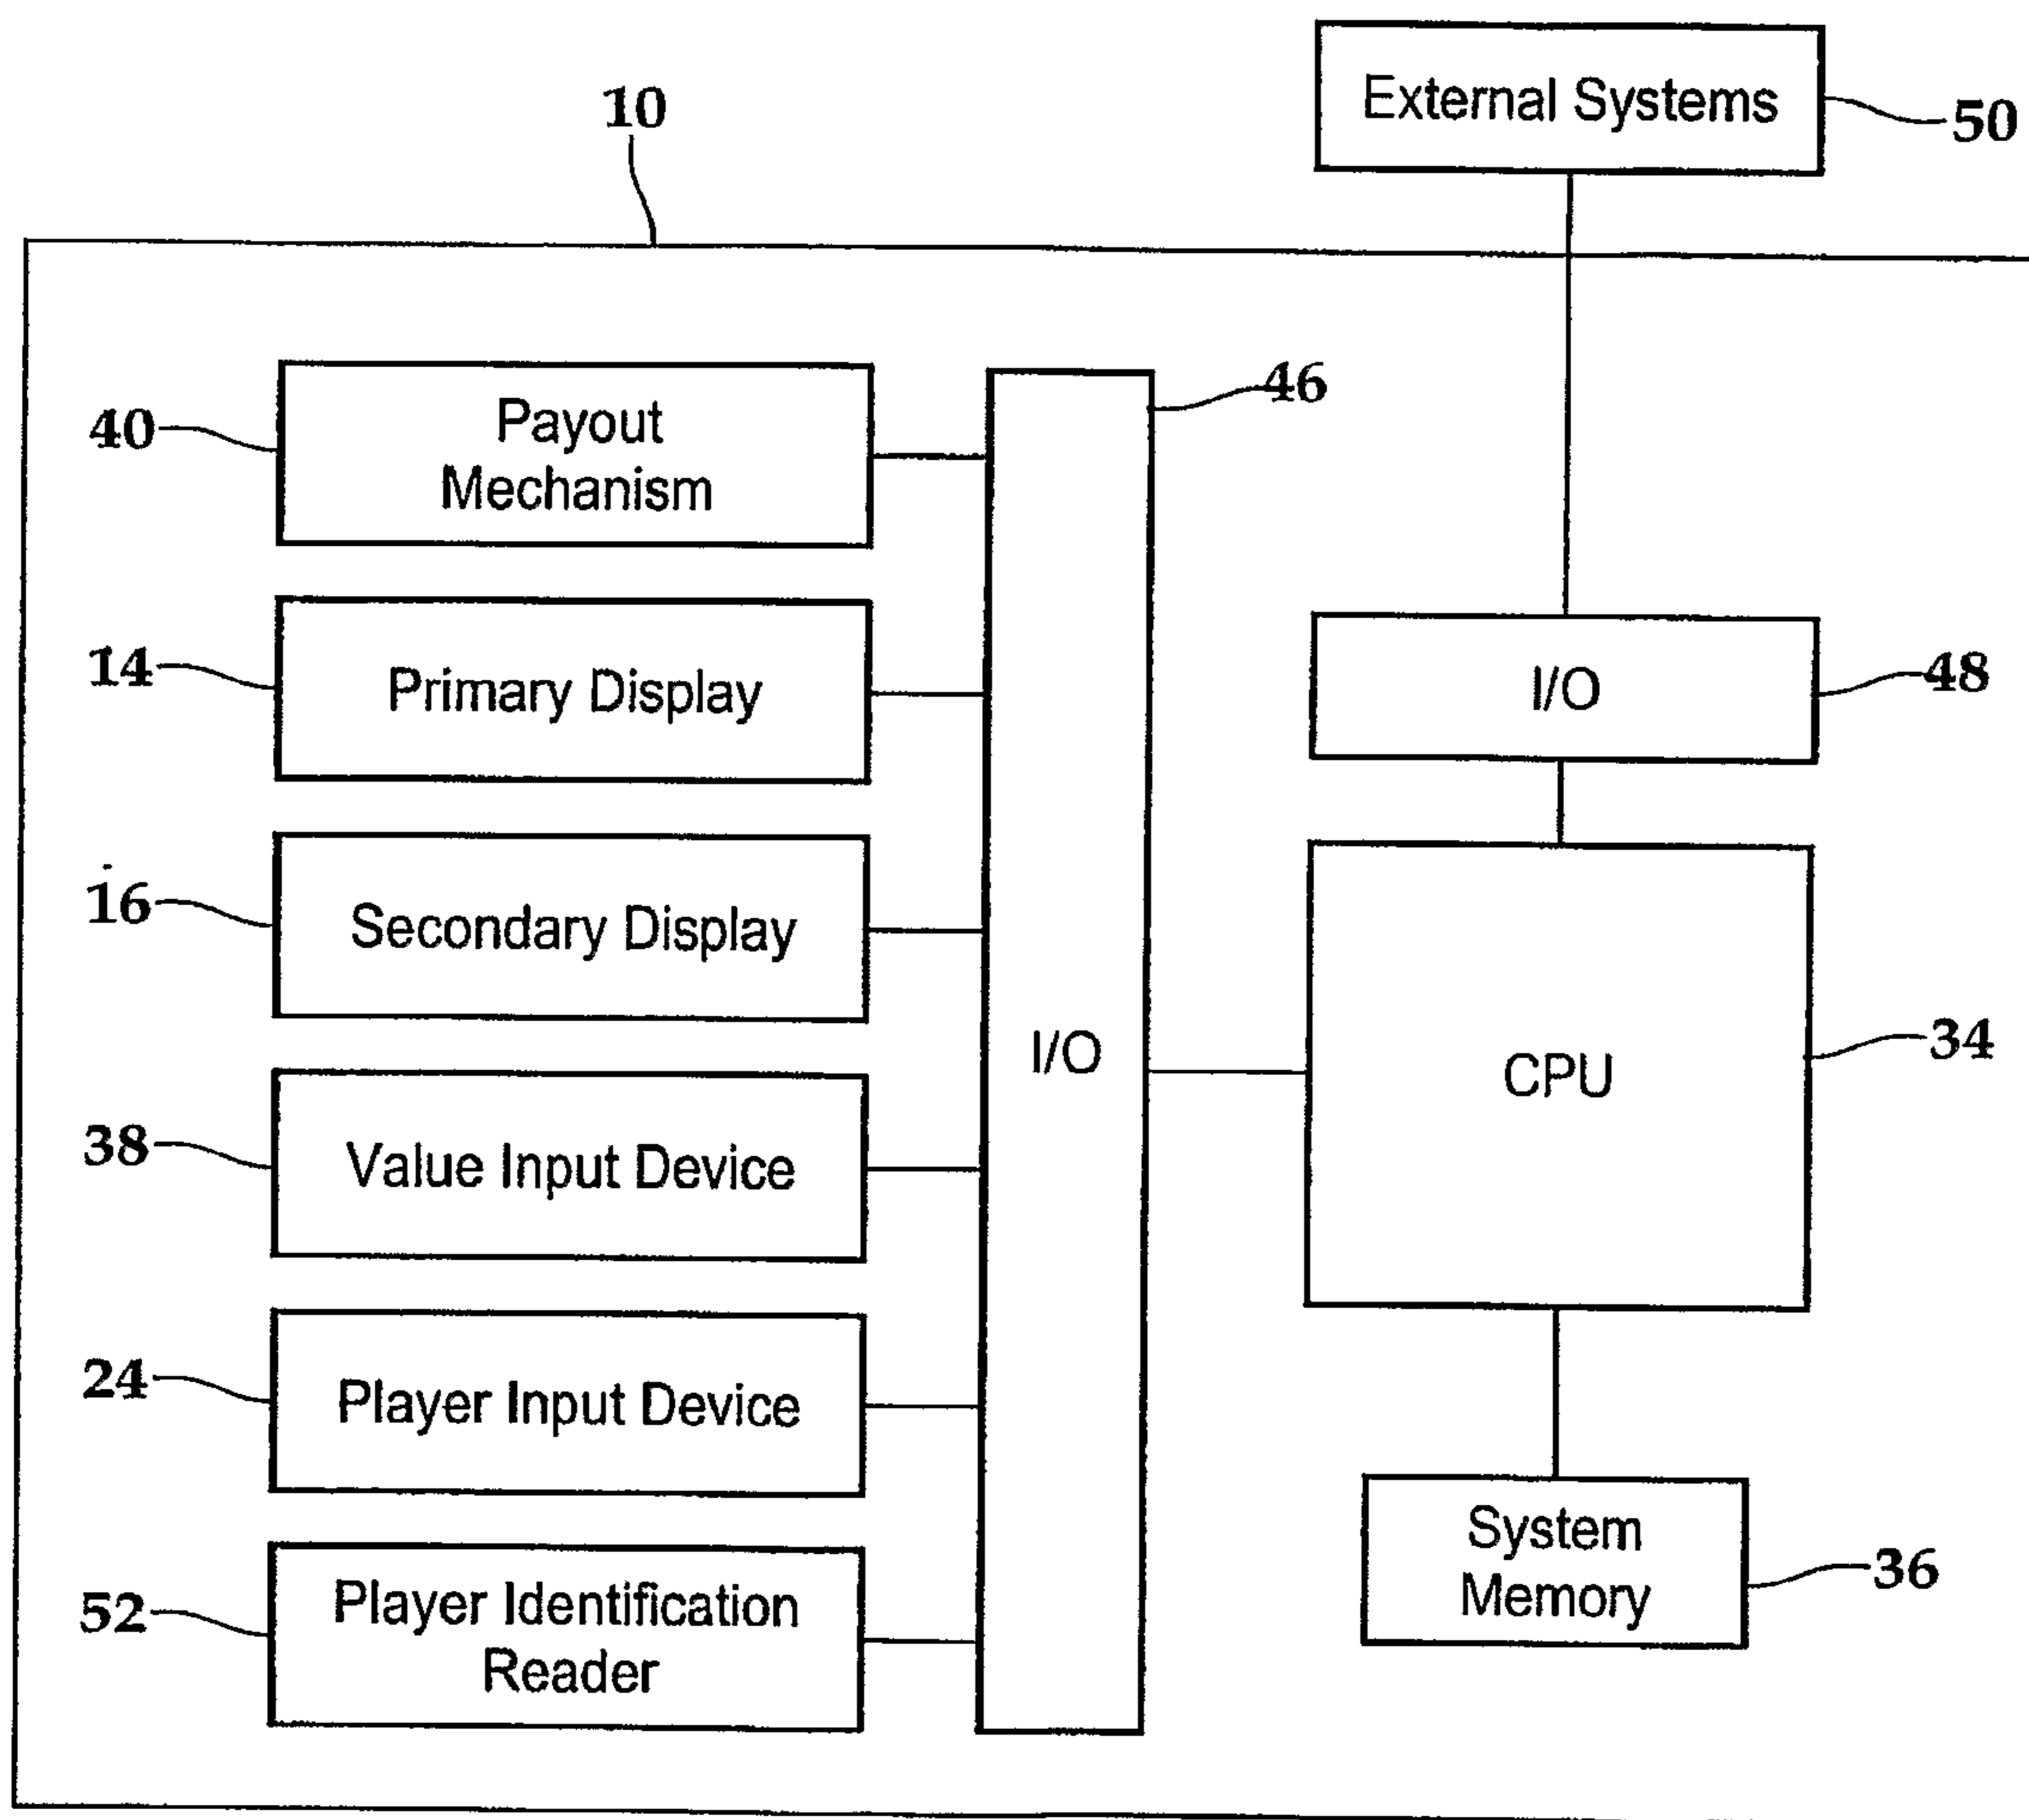 External Systems
50
10
46
40
Payout
Mechanism
14
Primary Display
I/O
48
16
Secondary Display
I/O
CPU
34
38
Value Input Device
24
Player Input Device
System
Memory
36
52
Player Identification
Reader